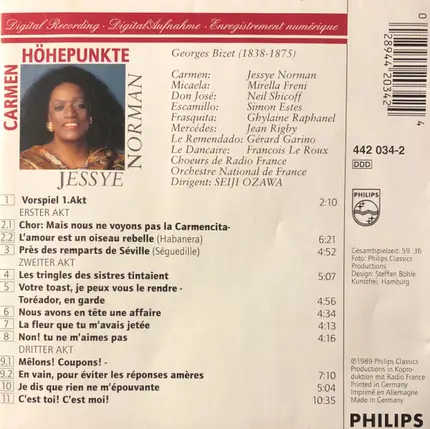 Digital Recording · Digital Aufnahme · Enregistrement numérique
CARMEN
HÖHEPUNKTE
JESSYE
NORMAN
Georges Bizet (1838-1875)
Carmen: Jessye Norman
Micaela: Mirella Freni
Don José: Neil Shicoff
Escamillo: Simon Estes
Frasquita: Ghylaine Raphanel
Mercédes: Jean Rigby
Le Remendado: Gérard Garino
Le Dancaire: Francois Le Roux
Choeurs de Radio France
Orchestre National de France
Dirigent: SEIJI OZAWA
1 Vorspiel 1.Akt 2:10
ERSTER AKT
2.1 Chor: Mais nous ne voyons pas la Carmencita-
2.2 L'amour est un oiseau rebelle (Habanera) 6:21
3 Près des remparts de Séville (Séguedille) 4:52
ZWEITER AKT
4 Les tringles des sistres tintaient 5:07
5 Votre toast, je peux vous le rendre -
Toréador, en garde 4:56
6 Nous avons en tête une affaire 4:34
7 La fleur que tu m'avais jetée 4:13
8 Non! tu ne m'aimes pas 4:16
DRITTER AKT
9.1 Mêlons! Coupons! -
9.2 En vain, pour éviter les réponses amères 7:10
10 Je dis que rien ne m'épouvante 5:04
11 C'est toi! C'est moi! 10:35
0 28944 20342 4
442 034-2
DDD
PHILIPS
Gesamtspielzeit: 59:36
Foto: Philips Classics
Productions
Design: Steffan Böhle
Kunstfrei, Hamburg
℗1989 Philips Classics
Productions in Kopro-
duktion mit Radio France
Printed in Germany
Imprimé en Allemagne
Made in Germany
PHILIPS